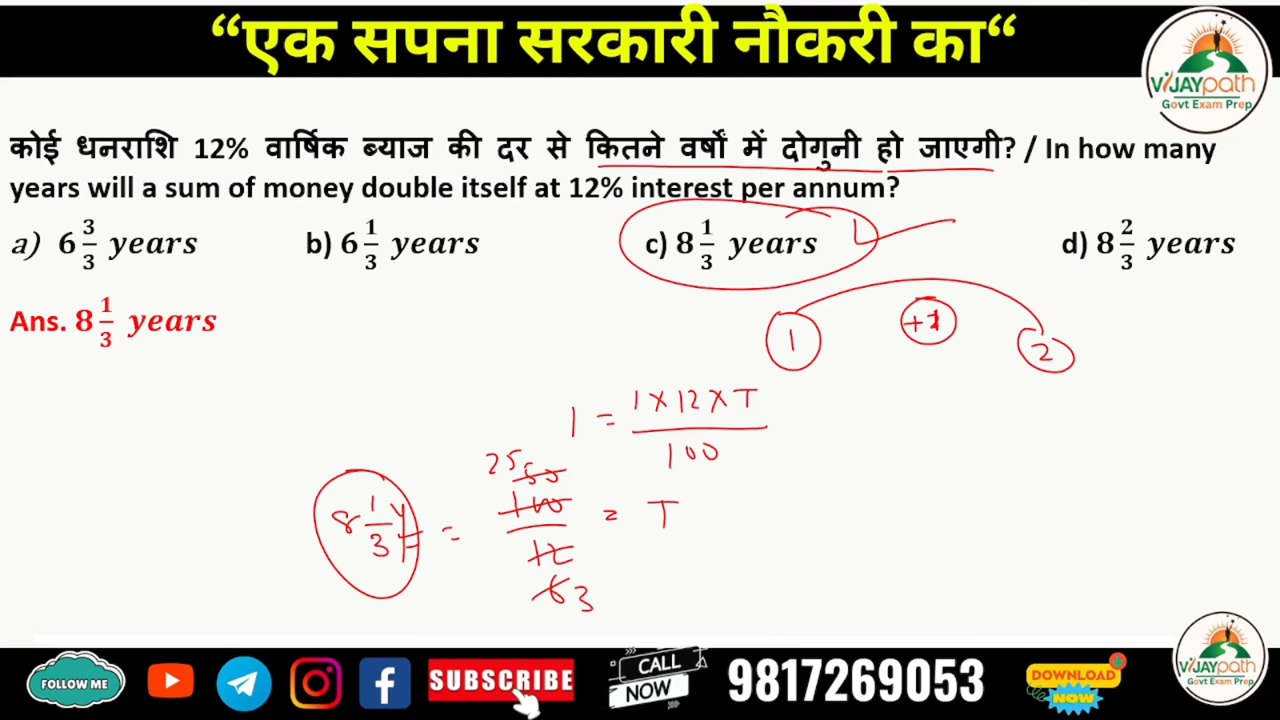 “एक सपना सरकारी नौकरी का“
ViJAYpath
Govt Exam Prep
कोई धनराशि 12% वार्षिक ब्याज की दर से कितने वर्षों में दोगुनी हो जाएगी? / In how many
years will a sum of money double itself at 12% interest per annum?
a) 6 3/3 years b) 6 1/3 years c) 8 1/3 years d) 8 2/3 years
Ans. 8 1/3 years
1 +1 2
1 = 1 × 12 × T / 100
25 50
8 1/3 y = 100 / 12 = T
6 3
FOLLOW ME
SUBSCRIBE
CALL NOW
9817269053
DOWNLOAD NOW
ViJAYpath
Govt Exam Prep